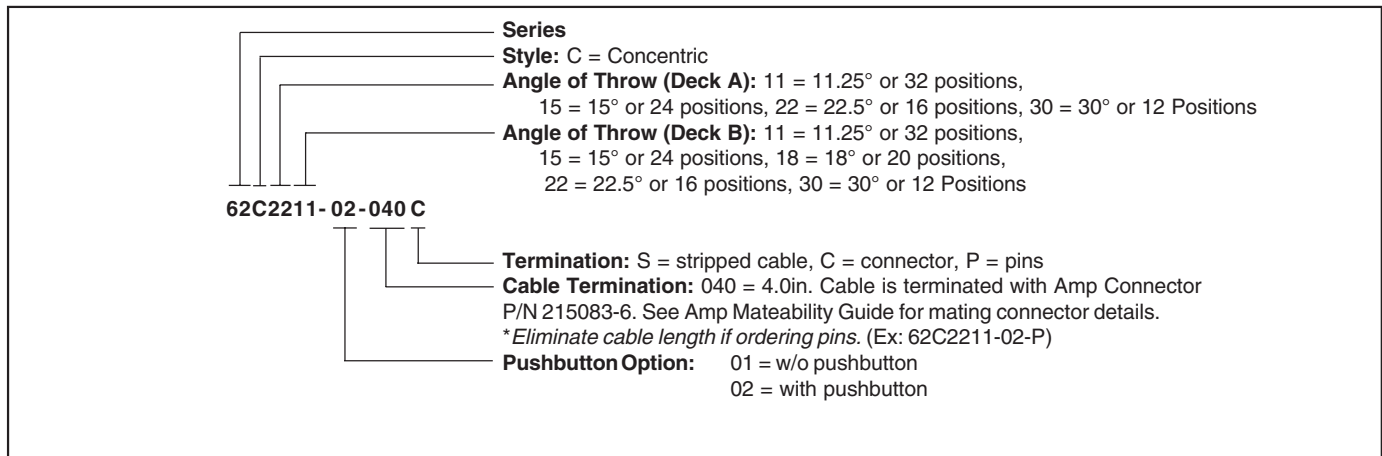 Series
Style: C = Concentric
Angle of Throw (Deck A): 11 = 11.25° or 32 positions,
15 = 15° or 24 positions, 22 = 22.5° or 16 positions, 30 = 30° or 12 Positions
Angle of Throw (Deck B): 11 = 11.25° or 32 positions,
15 = 15° or 24 positions, 18 = 18° or 20 positions,
22 = 22.5° or 16 positions, 30 = 30° or 12 Positions
62C2211-02-040 C
Termination: S = stripped cable, C = connector, P = pins
Cable Termination: 040 = 4.0in. Cable is terminated with Amp Connector
P/N 215083-6. See Amp Mateability Guide for mating connector details.
*Eliminate cable length if ordering pins. (Ex: 62C2211-02-P)
Pushbutton Option: 01 = w/o pushbutton
02 = with pushbutton